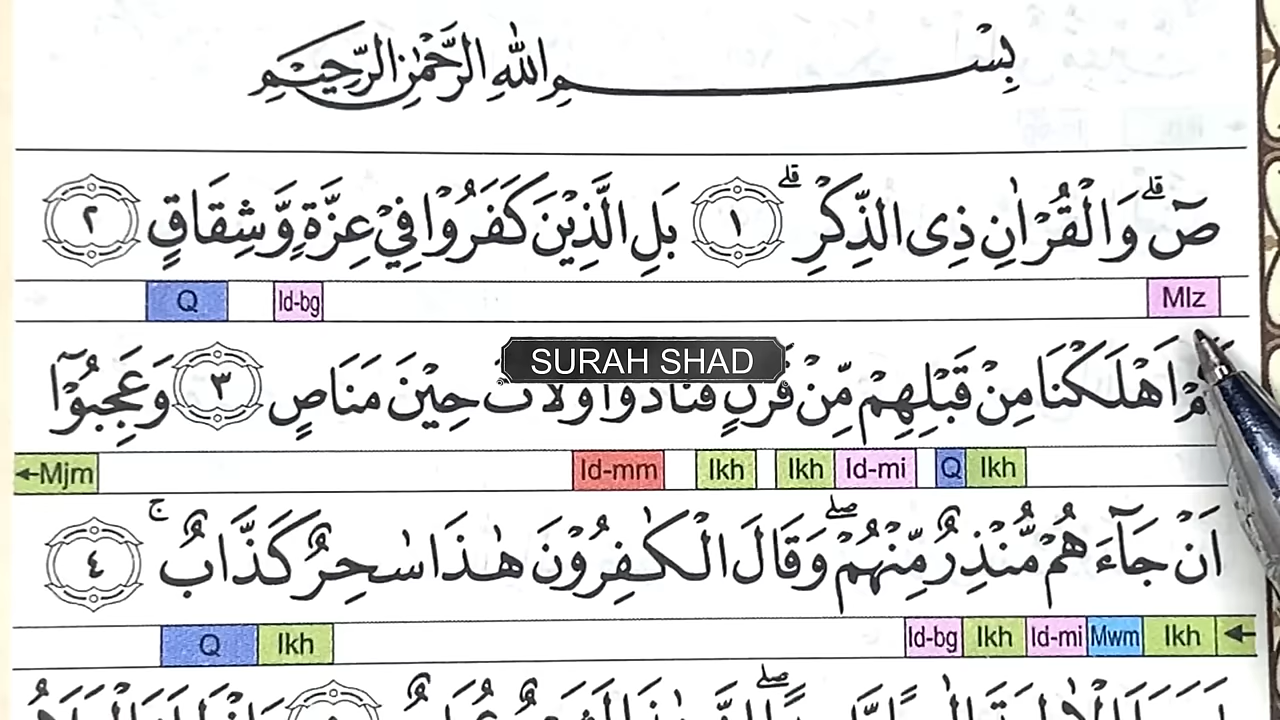 بِسْمِ اللّٰهِ الرَّحْمٰنِ الرَّحِيْمِ
صۤ ۗ وَالْقُرْاٰنِ ذِى الذِّكْرِۗ ١ بَلِ الَّذِيْنَ كَفَرُوْا فِيْ عِزَّةٍ وَّشِقَاقٍ ٢
Mlz Id-bg Q
اَهْلَكْنَا مِنْ قَبْلِهِمْ مِّنْ قَرْنٍ فَنَادَوْا وَّلَاتَ حِيْنَ مَنَاصٍ ٣ وَعَجِبُوْٓا
SURAH SHAD
Ikh Q Id-mi Ikh Ikh Id-mm Mjm
اَنْ جَاۤءَهُمْ مُّنْذِرٌ مِّنْهُمْ ۖوَقَالَ الْكٰفِرُوْنَ هٰذَا سٰحِرٌ كَذَّابٌۚ ٤
Ikh Mwm Id-mi Ikh Id-bg Ikh Q